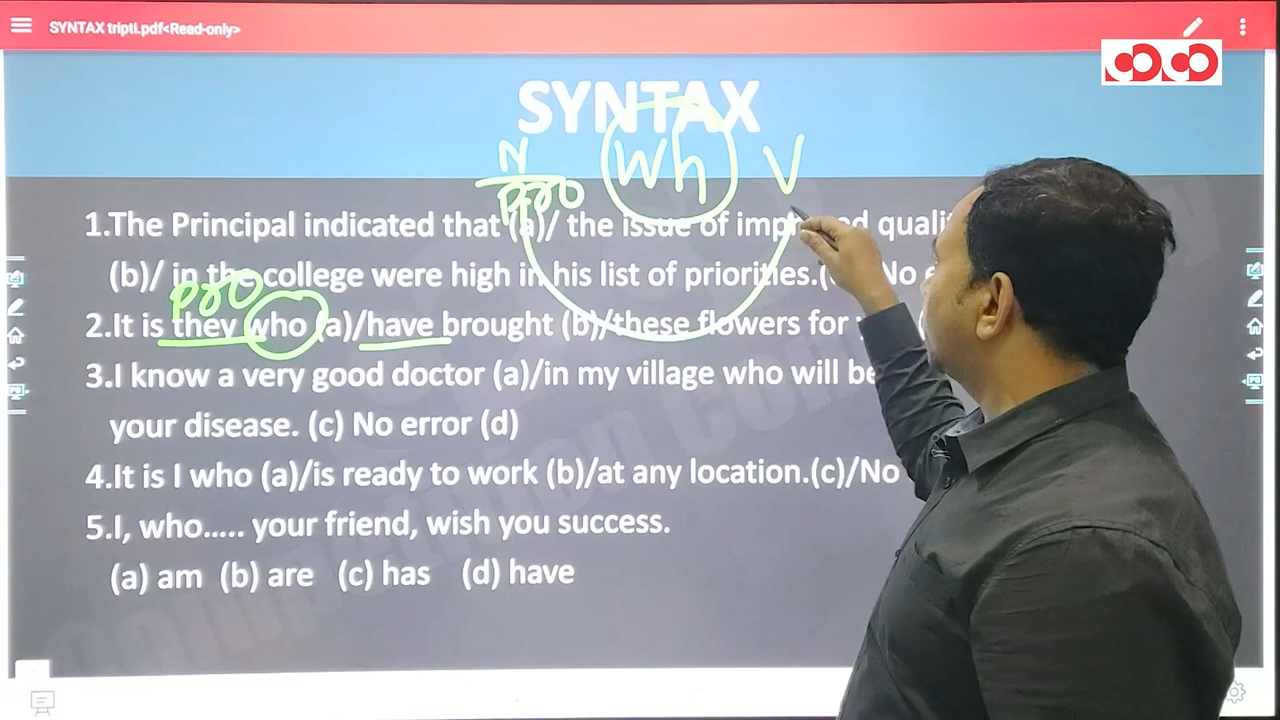 SYNTAX tripti.pdf<Read-only>
SYNTAX
N Wh V
Pro
1.The Principal indicated that (a)/ the issue of
(b)/ in the college were high in his list of priorities. No
Pro
2.It is they who (a)/have brought (b)/these flowers for
3.I know a very good doctor (a)/in my village who will be
your disease. (c) No error (d)
4.It is I who (a)/is ready to work (b)/at any location.(c)/No
5.I, who..... your friend, wish you success.
(a) am (b) are (c) has (d) have